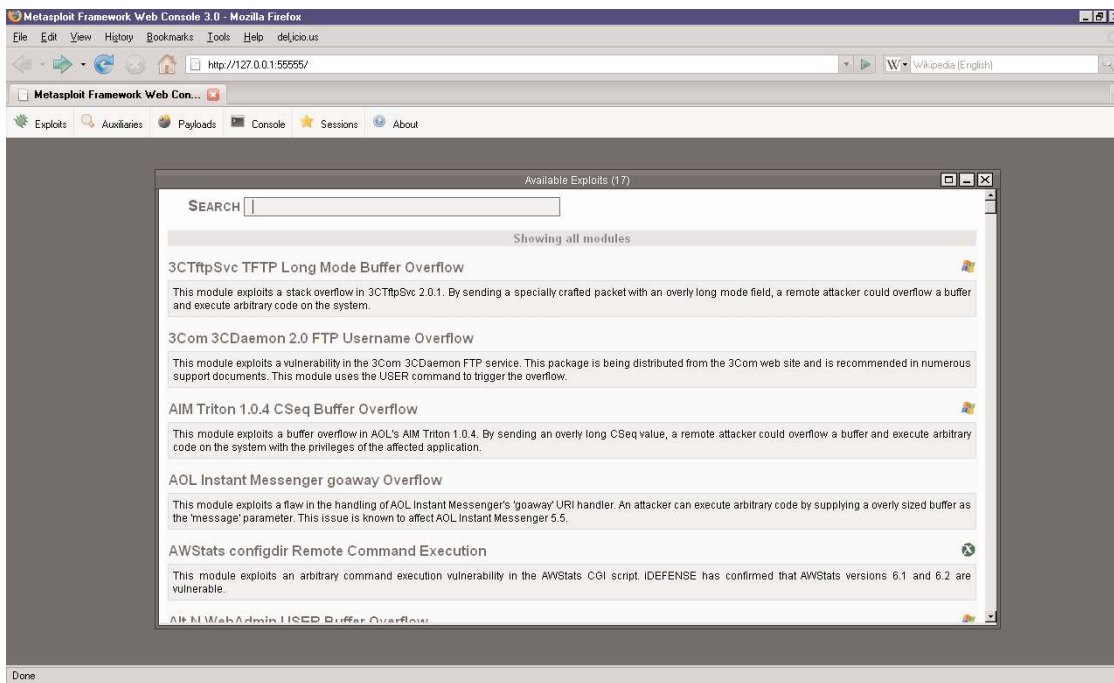 Metasploit Framework Web Console 3.0 - Mozilla Firefox
File Edit View History Bookmarks Tools Help del.icio.us
http://127.0.0.1:55555/
W Wikipedia (English)
Metasploit Framework Web Con...
Exploits Auxiliaries Payloads Console Sessions About
Available Exploits (17)
SEARCH
Showing all modules
3CTftpSvc TFTP Long Mode Buffer Overflow
This module exploits a stack overflow in 3CTftpSvc 2.0.1. By sending a specially crafted packet with an overly long mode field, a remote attacker could overflow a buffer
and execute arbitrary code on the system.
3Com 3CDaemon 2.0 FTP Username Overflow
This module exploits a vulnerability in the 3Com 3CDaemon FTP service. This package is being distributed from the 3Com web site and is recommended in numerous
support documents. This module uses the USER command to trigger the overflow.
AIM Triton 1.0.4 CSeq Buffer Overflow
This module exploits a buffer overflow in AOL's AIM Triton 1.0.4. By sending an overly long CSeq value, a remote attacker could overflow a buffer and execute arbitrary
code on the system with the privileges of the affected application.
AOL Instant Messenger goaway Overflow
This module exploits a flaw in the handling of AOL Instant Messenger's 'goaway' URI handler. An attacker can execute arbitrary code by supplying a overly sized buffer as
the 'message' parameter. This issue is known to affect AOL Instant Messenger 5.5.
AWStats configdir Remote Command Execution
This module exploits an arbitrary command execution vulnerability in the AWStats CGI script. iDEFENSE has confirmed that AWStats versions 6.1 and 6.2 are
vulnerable.
Alt-N WebAdmin USER Buffer Overflow
Done